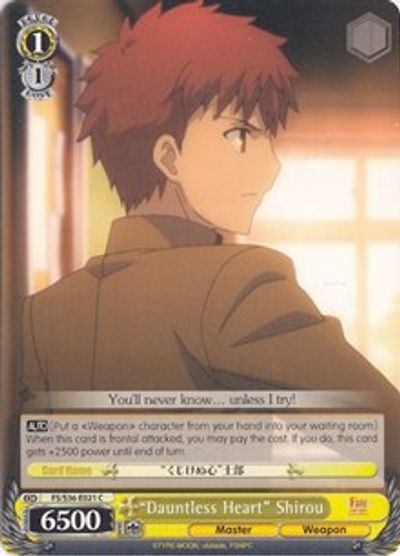 LEVEL
1
1
COST
You'll never know... unless I try!
AUTO [Put a «Weapon» character from your hand into your waiting room]
When this card is frontal attacked, you may pay the cost. If you do, this card
gets +2500 power until end of turn.
Card Name "くじけぬ心"士郎
CH FS/S36-E021 C
"Dauntless Heart" Shirou
6500
Master Weapon
Fate
©TYPE-MOON・ufotable・FSNPC